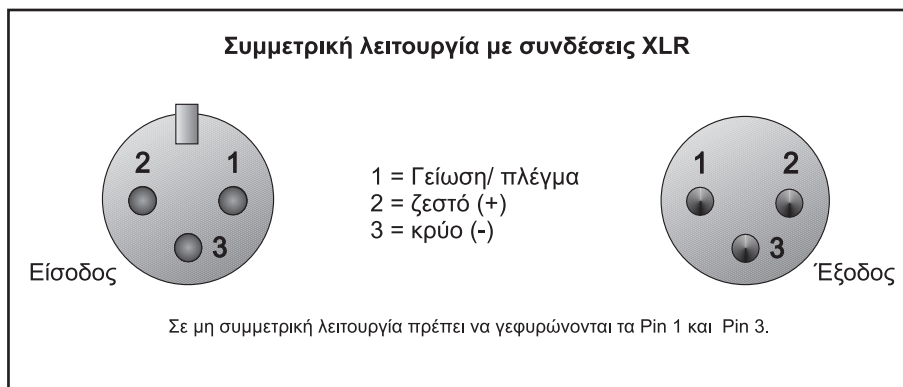 Συμμετρική λειτουργία με συνδέσεις XLR
2 1
3
Είσοδος
1 = Γείωση/ πλέγμα
2 = ζεστό (+)
3 = κρύο (-)
1 2
3
Έξοδος
Σε μη συμμετρική λειτουργία πρέπει να γεφυρώνονται τα Pin 1 και Pin 3.